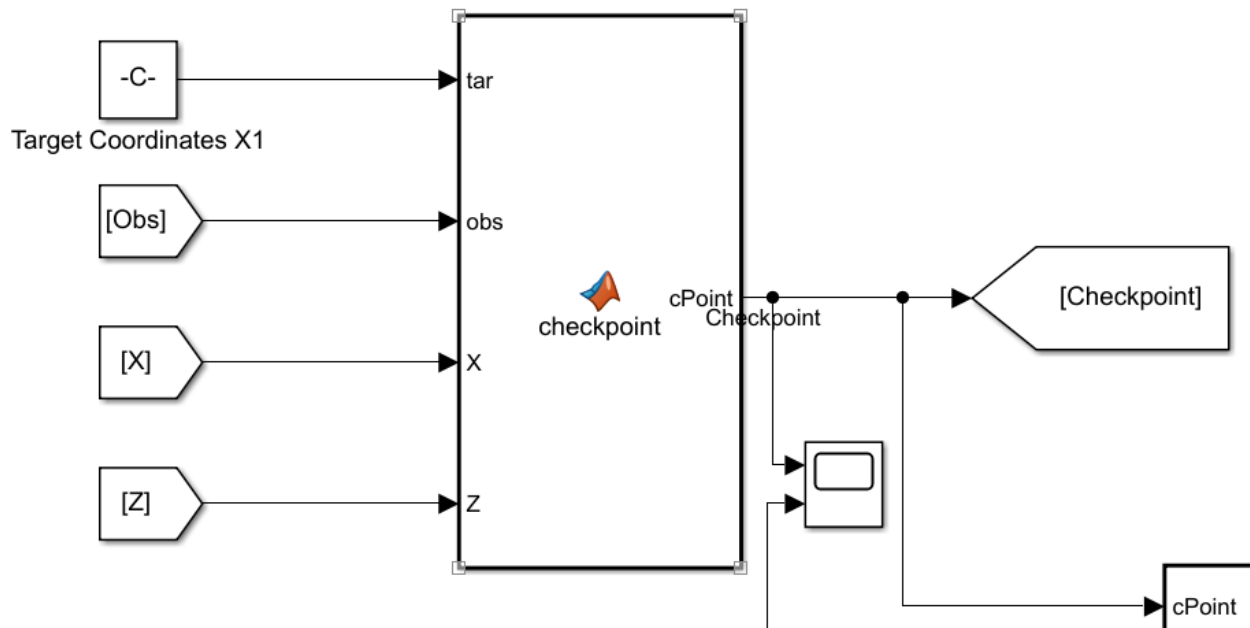 -C-
tar
Target Coordinates X1
[Obs]
obs
cPoint
Checkpoint
[Checkpoint]
checkpoint
[X]
X
[Z]
Z
cPoint